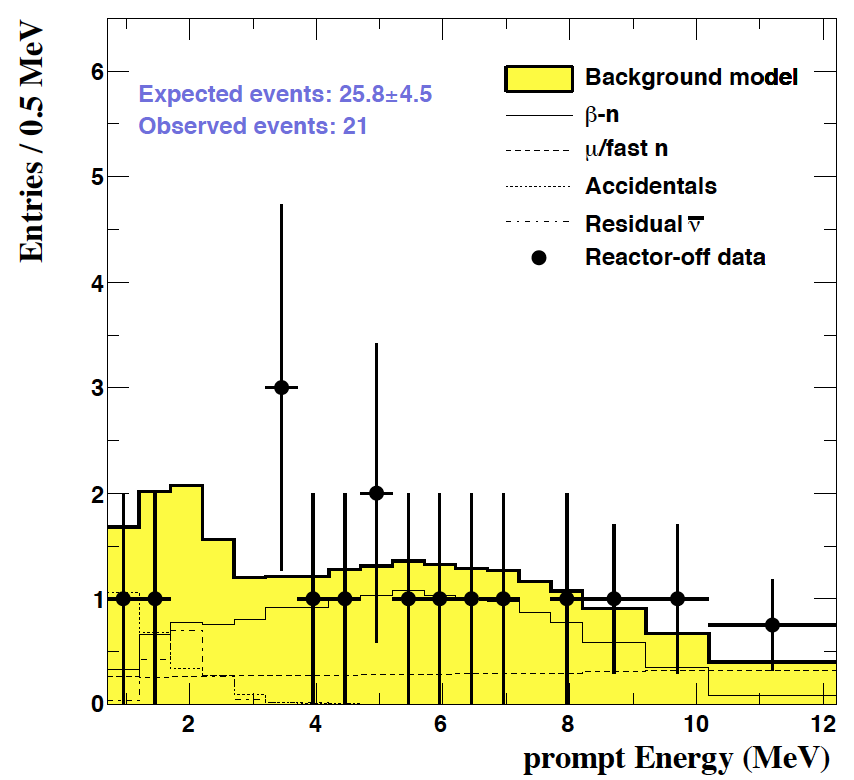 Entries / 0.5 MeV
6
5
4
3
2
1
0
Expected events: 25.8±4.5
Observed events: 21
Background model
β-n
μ/fast n
Accidentals
Residual ν̅
Reactor-off data
2 4 6 8 10 12
prompt Energy (MeV)